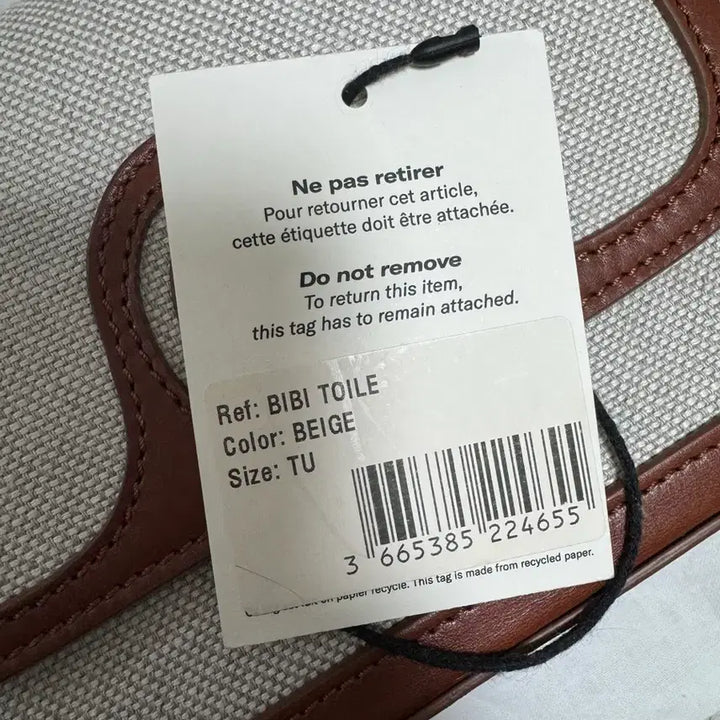 Ne pas retirer
Pour retourner cet article,
cette étiquette doit être attachée.
Do not remove
To return this item,
this tag has to remain attached.
Ref: BIBI TOILE
Color: BEIGE
Size: TU
3 665385 224655
papier recyclé. This tag is made from recycled paper.